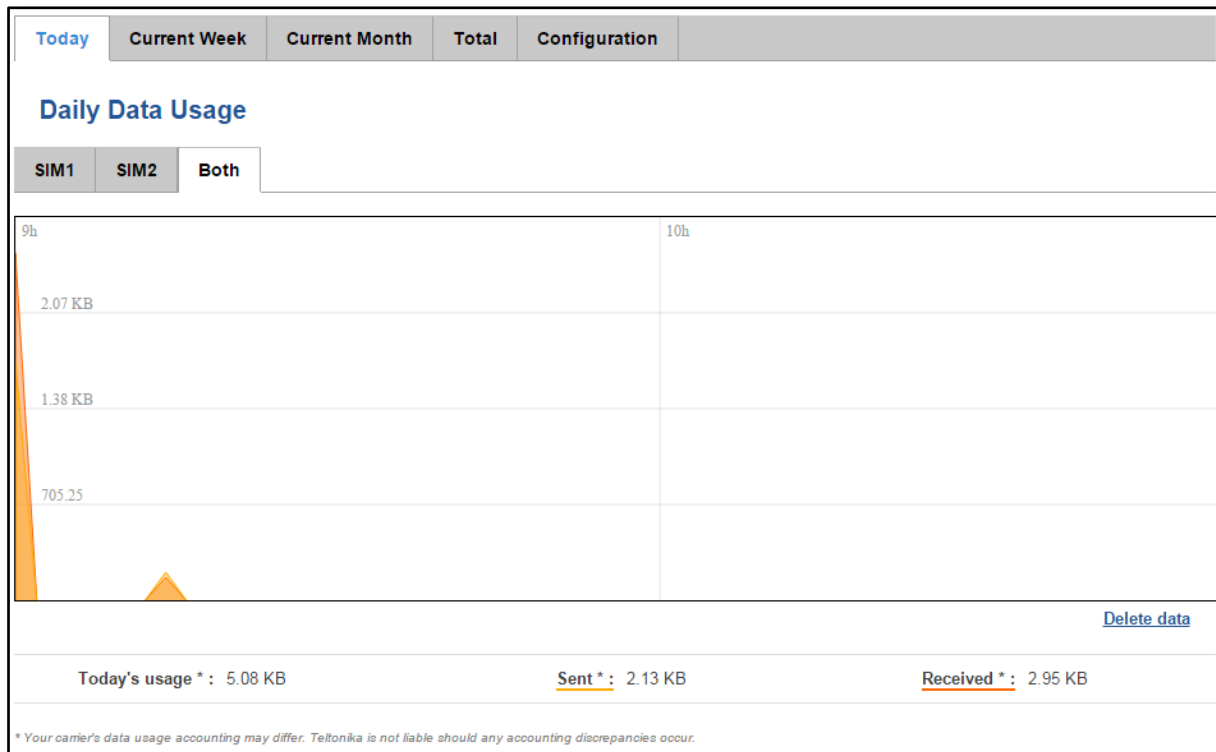 Today Current Week Current Month Total Configuration
Daily Data Usage
SIM1 SIM2 Both
9h 10h
2.07 KB
1.38 KB
705.25
Delete data
Today's usage * : 5.08 KB Sent * : 2.13 KB Received * : 2.95 KB
* Your carrier's data usage accounting may differ. Teltonika is not liable should any accounting discrepancies occur.